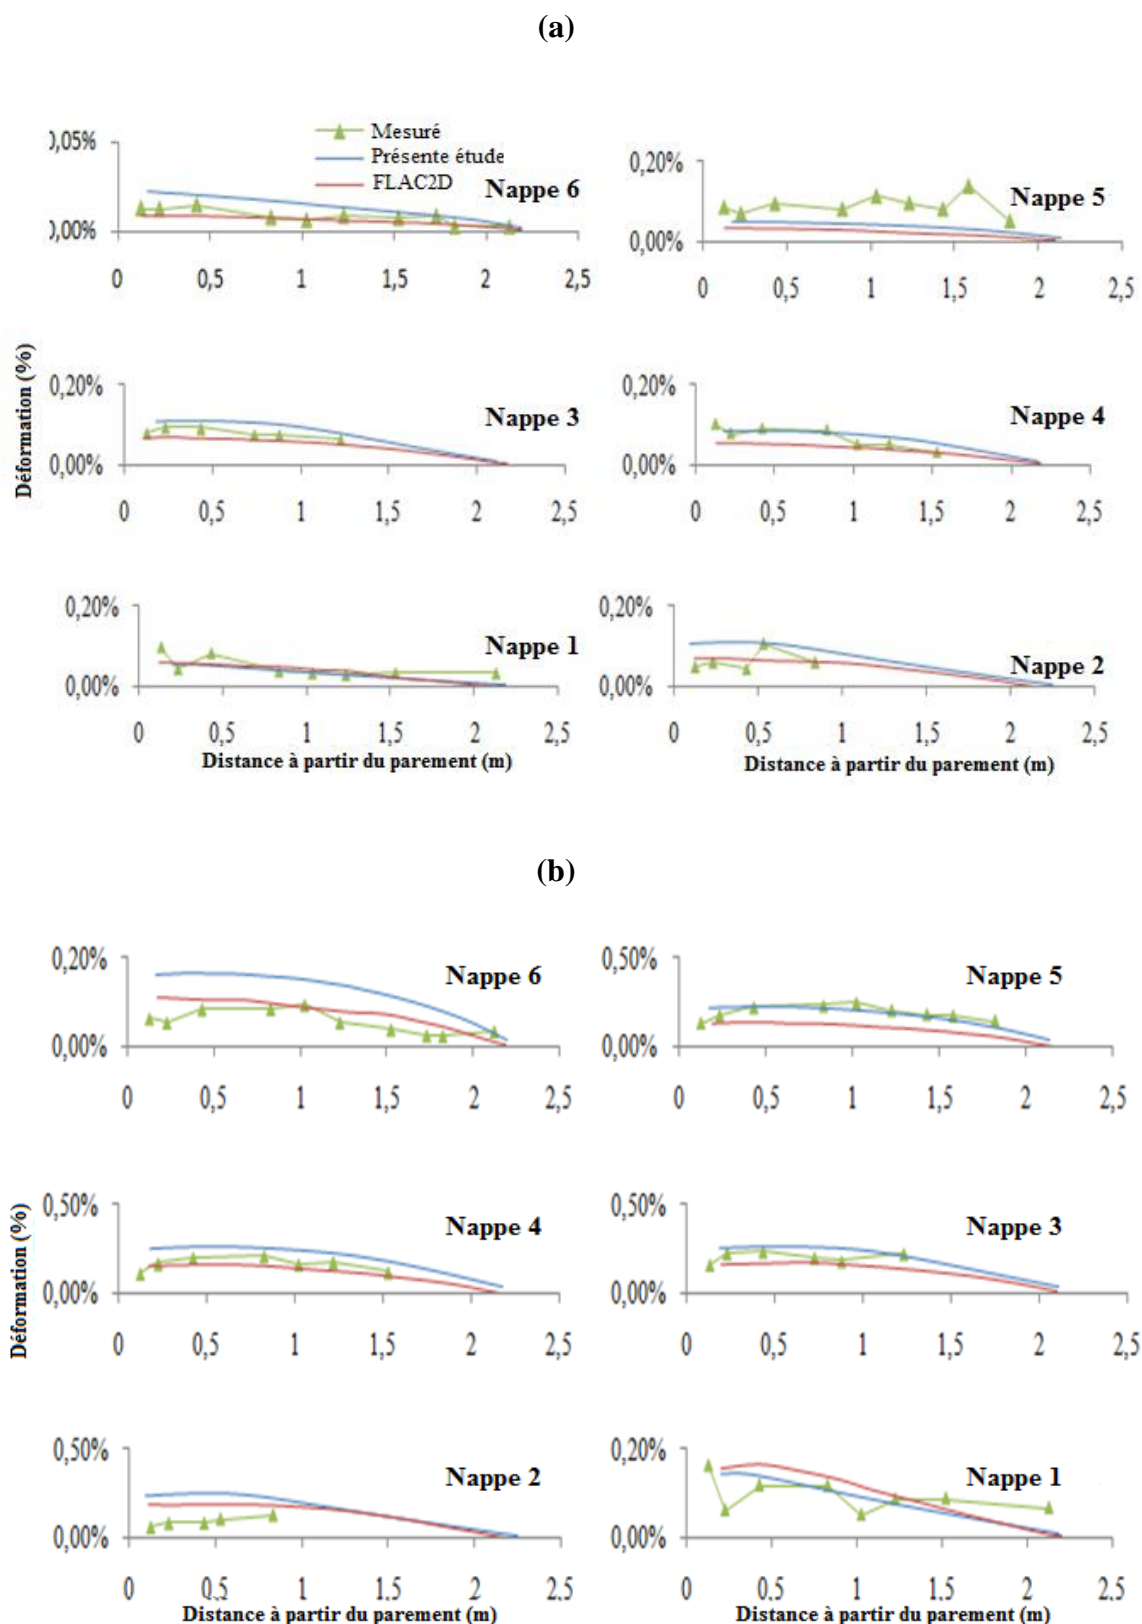 (a)
Mesuré
Présente étude
FLAC2D
0,05%
0,00%
Nappe 6
0 0,5 1 1,5 2 2,5
0,20%
0,00%
Nappe 5
0 0,5 1 1,5 2 2,5
Déformation (%)
0,20%
0,00%
Nappe 3
0 0,5 1 1,5 2 2,5
0,20%
0,00%
Nappe 4
0 0,5 1 1,5 2 2,5
0,20%
0,00%
Nappe 1
0 0,5 1 1,5 2 2,5
Distance à partir du parement (m)
0,20%
0,00%
Nappe 2
0 0,5 1 1,5 2 2,5
Distance à partir du parement (m)
(b)
0,20%
0,00%
Nappe 6
0 0,5 1 1,5 2 2,5
0,50%
0,00%
Nappe 5
0 0,5 1 1,5 2 2,5
Déformation (%)
0,50%
0,00%
Nappe 4
0 0,5 1 1,5 2 2,5
0,50%
0,00%
Nappe 3
0 0,5 1 1,5 2 2,5
0,50%
0,00%
Nappe 2
0 0,5 1 1,5 2 2,5
Distance à partir du parement (m)
0,20%
0,00%
Nappe 1
0 0,5 1 1,5 2 2,5
Distance à partir du parement (m)